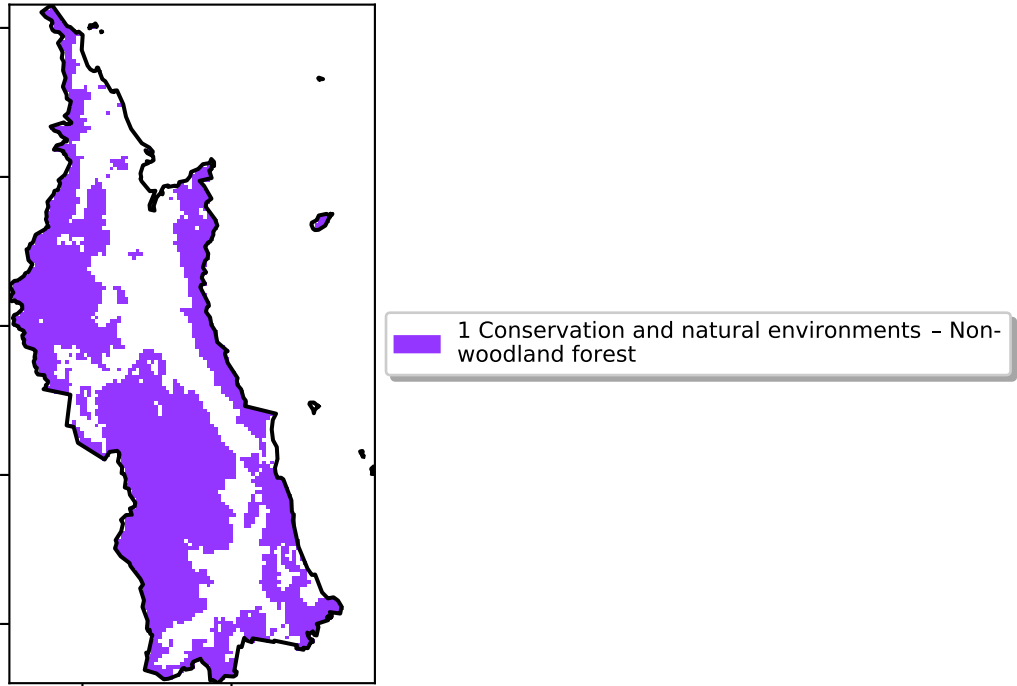 1 Conservation and natural environments – Non-
woodland forest